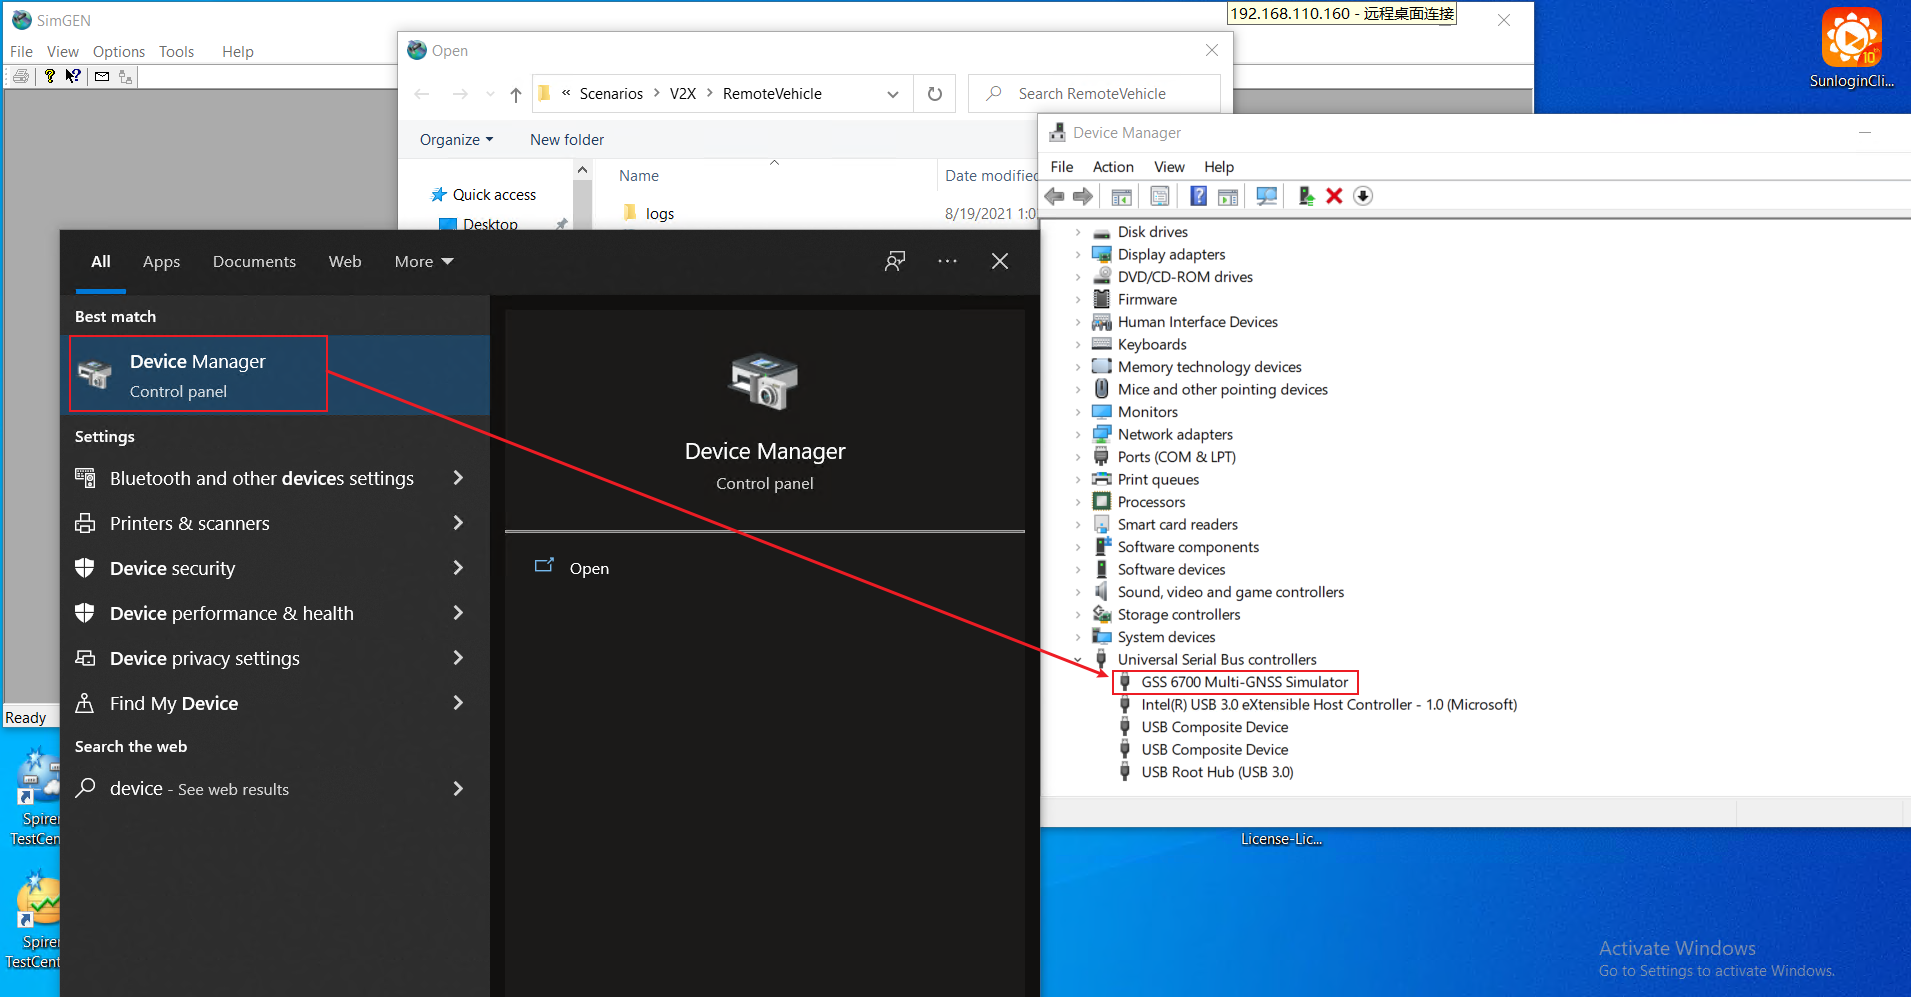 SimGEN
192.168.110.160 - 远程桌面连接
File View Options Tools Help
SunloginCli...
Open
Scenarios > V2X > RemoteVehicle
Search RemoteVehicle
Organize
New folder
Name
Date modified
Quick access
Desktop
logs
8/19/2021 1:0
Device Manager
File Action View Help
Disk drives
Display adapters
DVD/CD-ROM drives
Firmware
Human Interface Devices
Keyboards
Memory technology devices
Mice and other pointing devices
Monitors
Network adapters
Ports (COM & LPT)
Print queues
Processors
Smart card readers
Software components
Software devices
Sound, video and game controllers
Storage controllers
System devices
Universal Serial Bus controllers
GSS 6700 Multi-GNSS Simulator
Intel(R) USB 3.0 eXtensible Host Controller - 1.0 (Microsoft)
USB Composite Device
USB Composite Device
USB Root Hub (USB 3.0)
All Apps Documents Web More
Best match
Device Manager
Control panel
Settings
Bluetooth and other devices settings
Printers & scanners
Device security
Device performance & health
Device privacy settings
Find My Device
Search the web
device - See web results
Device Manager
Control panel
Open
Ready
Spiren
TestCen
Spiren
TestCent
License-Lic...
Activate Windows
Go to Settings to activate Windows.